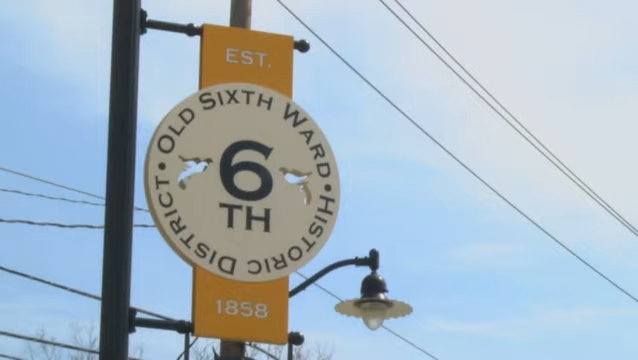 EST.
OLD SIXTH WARD • HISTORIC DISTRICT •
6
TH
1858